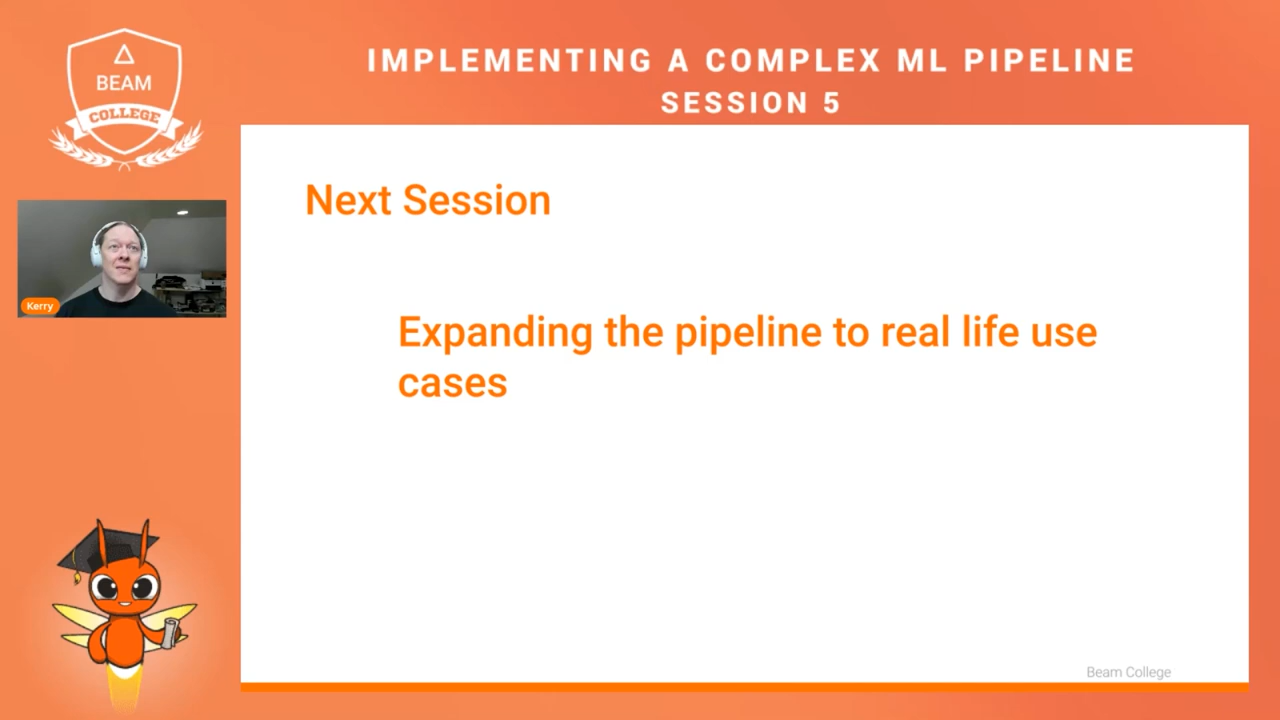 BEAM
COLLEGE
IMPLEMENTING A COMPLEX ML PIPELINE
SESSION 5
Kerry
Next Session
Expanding the pipeline to real life use
cases
Beam College